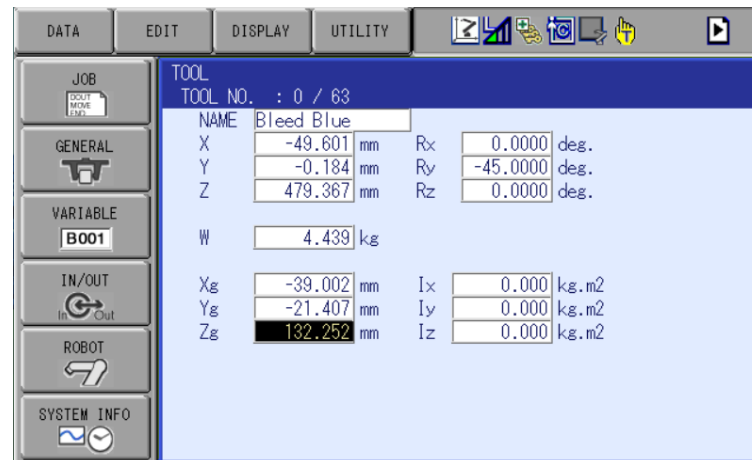 DATA EDIT DISPLAY UTILITY
JOB
DOUT
MOVE
END
GENERAL
VARIABLE
B001
IN/OUT
In Out
ROBOT
SYSTEM INFO
TOOL
TOOL NO. : 0 / 63
NAME Bleed Blue
X -49.601 mm Rx 0.0000 deg.
Y -0.184 mm Ry -45.0000 deg.
Z 479.367 mm Rz 0.0000 deg.
W 4.439 kg
Xg -39.002 mm Ix 0.000 kg.m2
Yg -21.407 mm Iy 0.000 kg.m2
Zg 132.252 mm Iz 0.000 kg.m2